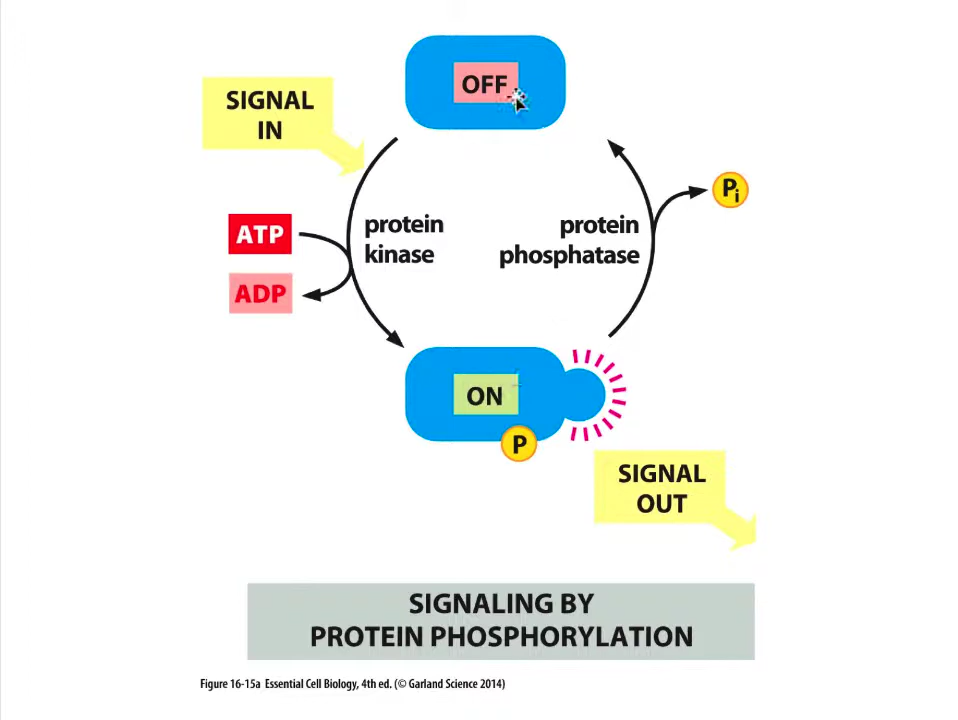 OFF
SIGNAL
IN
Pi
protein
kinase
protein
phosphatase
ATP
ADP
ON
P
SIGNAL
OUT
SIGNALING BY
PROTEIN PHOSPHORYLATION
Figure 16-15a Essential Cell Biology, 4th ed. (© Garland Science 2014)